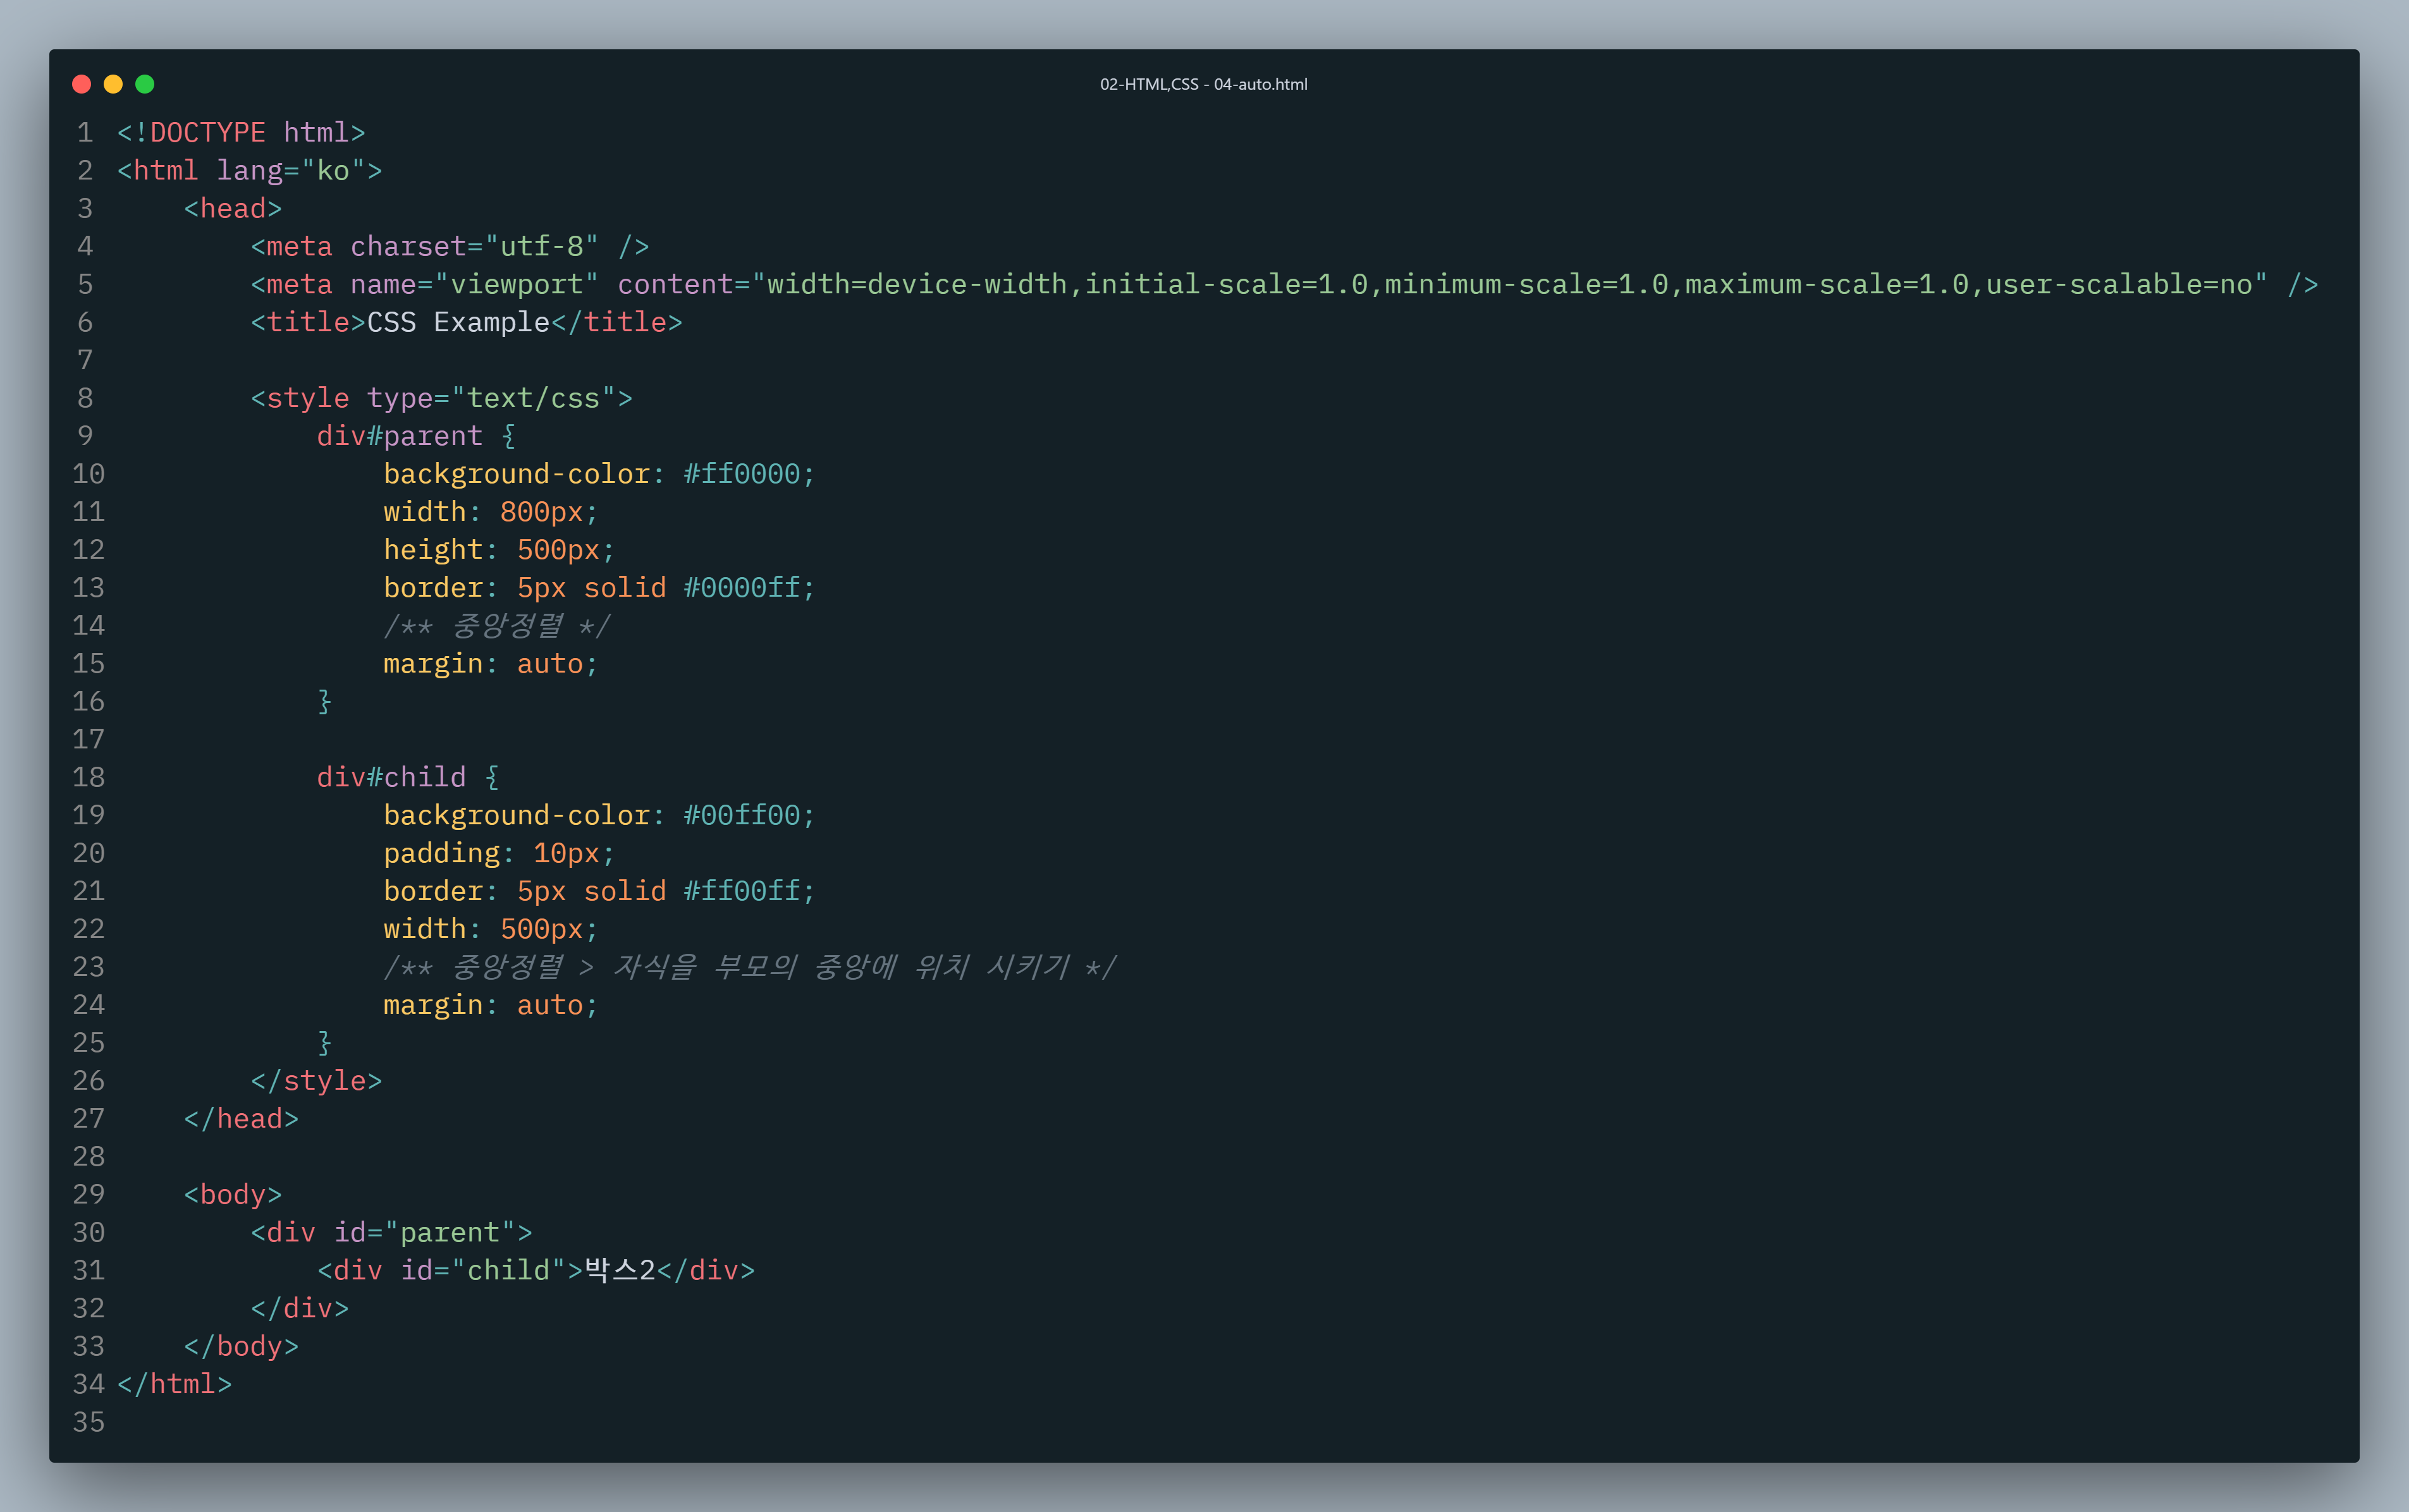 02-HTML,CSS - 04-auto.html
1 <!DOCTYPE html>
2 <html lang="ko">
3     <head>
4         <meta charset="utf-8" />
5         <meta name="viewport" content="width=device-width,initial-scale=1.0,minimum-scale=1.0,maximum-scale=1.0,user-scalable=no" />
6         <title>CSS Example</title>
7
8         <style type="text/css">
9             div#parent {
10                 background-color: #ff0000;
11                 width: 800px;
12                 height: 500px;
13                 border: 5px solid #0000ff;
14                 /** 중앙정렬 */
15                 margin: auto;
16             }
17
18             div#child {
19                 background-color: #00ff00;
20                 padding: 10px;
21                 border: 5px solid #ff00ff;
22                 width: 500px;
23                 /** 중앙정렬 > 자식을 부모의 중앙에 위치 시키기 */
24                 margin: auto;
25             }
26         </style>
27     </head>
28
29     <body>
30         <div id="parent">
31             <div id="child">박스2</div>
32         </div>
33     </body>
34 </html>
35